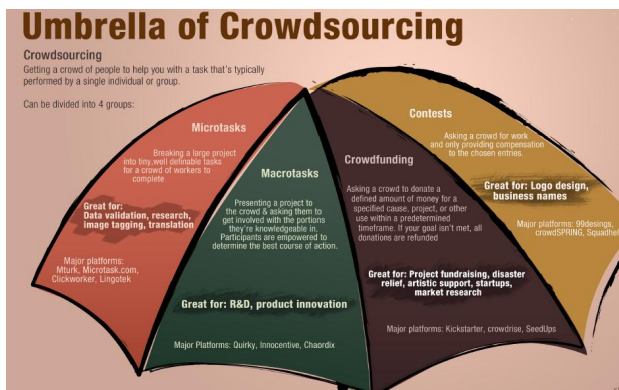 Umbrella of Crowdsourcing
Crowdsourcing
Getting a crowd of people to help you with a task that's typically
performed by a single individual or group.
Can be divided into 4 groups:
Microtasks
Breaking a large project
into tiny,well definable tasks
for a crowd of workers to
complete
Great for:
Data validation, research,
image tagging, translation
Major platforms:
Mturk, Microtask.com,
Clickworker, Lingotek
Macrotasks
Presenting a project to
the crowd & asking them to
get involved with the portions
they're knowledgeable in.
Participants are empowered to
determine the best course of action.
Great for: R&D, product innovation
Major Platforms: Quirky, Innocentive, Chaordix
Crowdfunding
Asking a crowd to donate a
defined amount of money for a
specified cause, project, or other
use within a predetermined
timeframe. If your goal isn't met, all
donations are refunded
Great for: Project fundraising, disaster
relief, artistic support, startups,
market research
Major platforms: Kickstarter, crowdrise, SeedUps
Contests
Asking a crowd for work
and only providing compensation
to the chosen entries.
Great for: Logo design,
business names
Major platforms: 99desings,
crowdSPRING, Squadhel